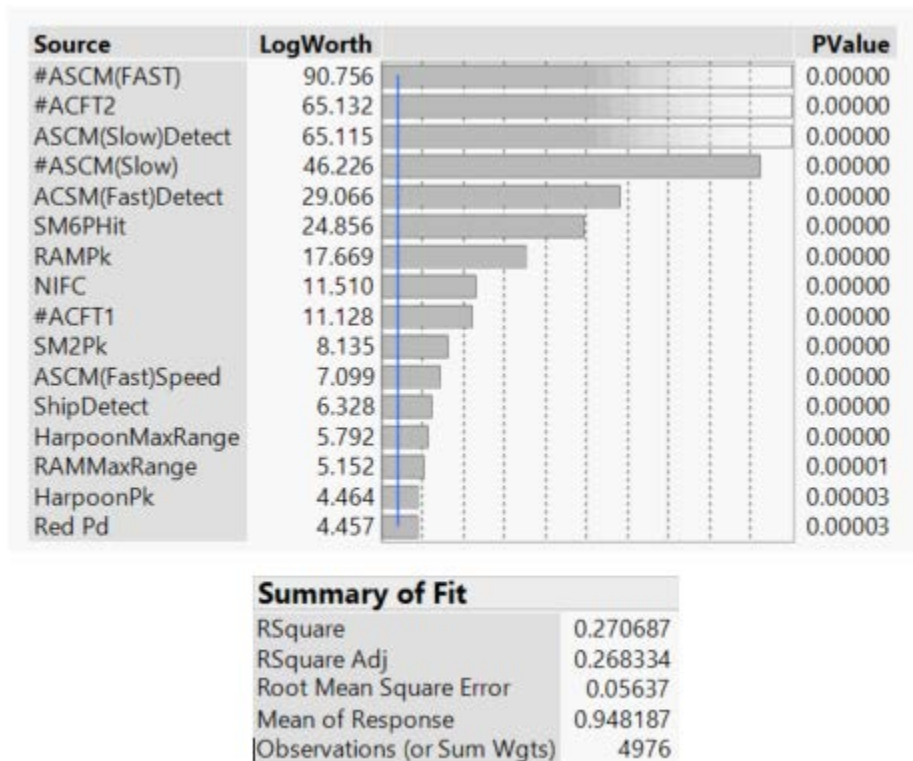 Source LogWorth PValue
#ASCM(FAST) 90.756 0.00000
#ACFT2 65.132 0.00000
ASCM(Slow)Detect 65.115 0.00000
#ASCM(Slow) 46.226 0.00000
ACSM(Fast)Detect 29.066 0.00000
SM6PHit 24.856 0.00000
RAMPk 17.669 0.00000
NIFC 11.510 0.00000
#ACFT1 11.128 0.00000
SM2Pk 8.135 0.00000
ASCM(Fast)Speed 7.099 0.00000
ShipDetect 6.328 0.00000
HarpoonMaxRange 5.792 0.00000
RAMMaxRange 5.152 0.00001
HarpoonPk 4.464 0.00003
Red Pd 4.457 0.00003
Summary of Fit
RSquare 0.270687
RSquare Adj 0.268334
Root Mean Square Error 0.05637
Mean of Response 0.948187
Observations (or Sum Wgts) 4976